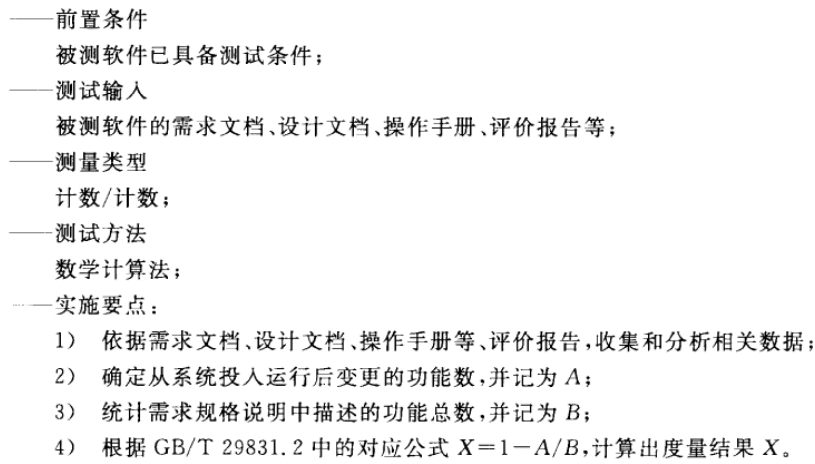 ——前置条件
被测软件已具备测试条件;
——测试输入
被测软件的需求文档、设计文档、操作手册、评价报告等;
——测量类型
计数/计数;
——测试方法
数学计算法;
——实施要点:
1) 依据需求文档、设计文档、操作手册等、评价报告,收集和分析相关数据;
2) 确定从系统投入运行后变更的功能数,并记为 A;
3) 统计需求规格说明中描述的功能总数,并记为 B;
4) 根据 GB/T 29831.2 中的对应公式 X=1-A/B,计算出度量结果 X。